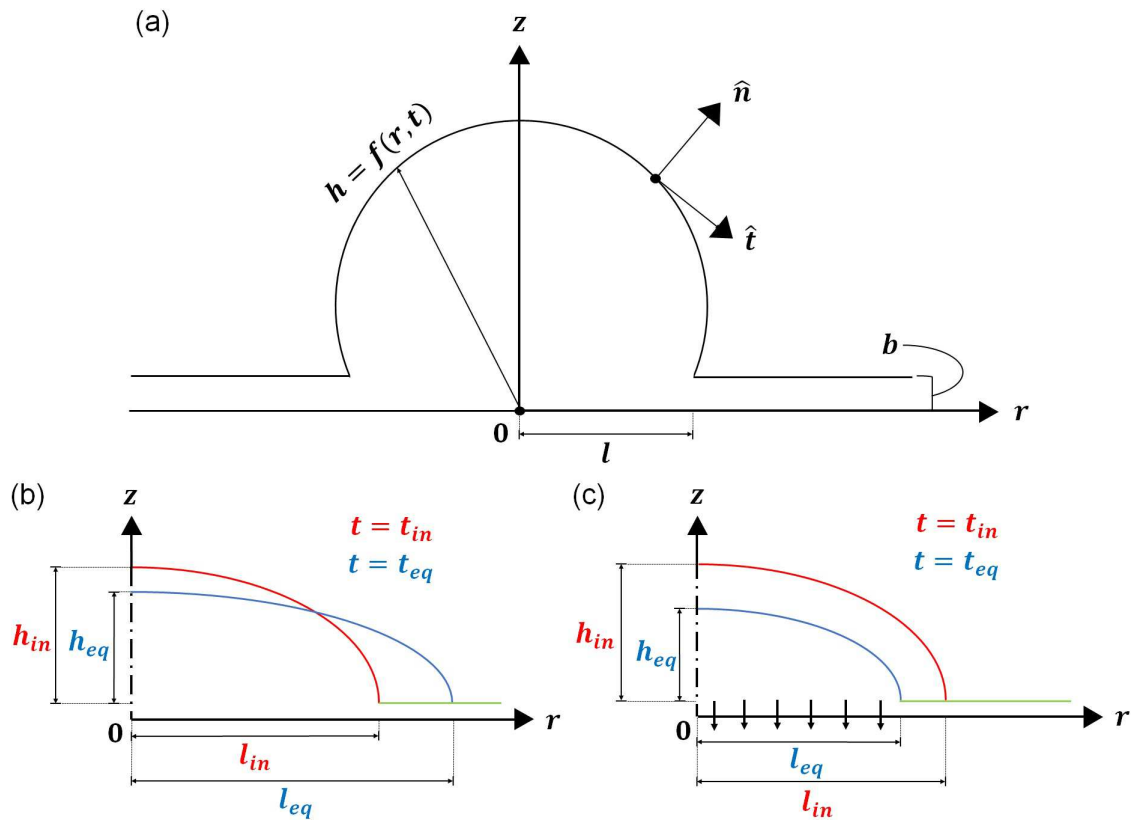 (a)
z
n̂
h = f(r, t)
t̂
b
0
r
l
(b)
z
t = t_in
t = t_eq
h_in
h_eq
0
r
l_in
l_eq
(c)
z
t = t_in
t = t_eq
h_in
h_eq
0
r
l_eq
l_in